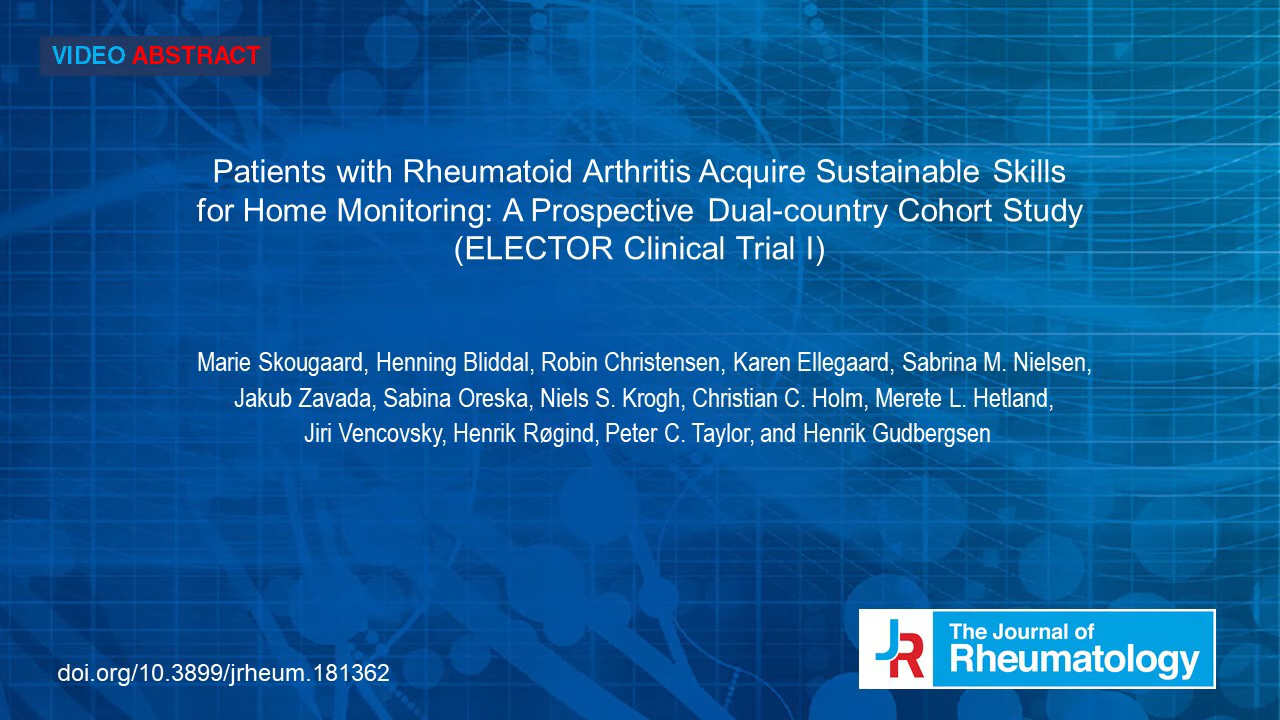 VIDEO ABSTRACT
Patients with Rheumatoid Arthritis Acquire Sustainable Skills
for Home Monitoring: A Prospective Dual-country Cohort Study
(ELECTOR Clinical Trial I)
Marie Skougaard, Henning Bliddal, Robin Christensen, Karen Ellegaard, Sabrina M. Nielsen,
Jakub Zavada, Sabina Oreska, Niels S. Krogh, Christian C. Holm, Merete L. Hetland,
Jiri Vencovsky, Henrik Røgind, Peter C. Taylor, and Henrik Gudbergsen
doi.org/10.3899/jrheum.181362
JR
The Journal of
Rheumatology